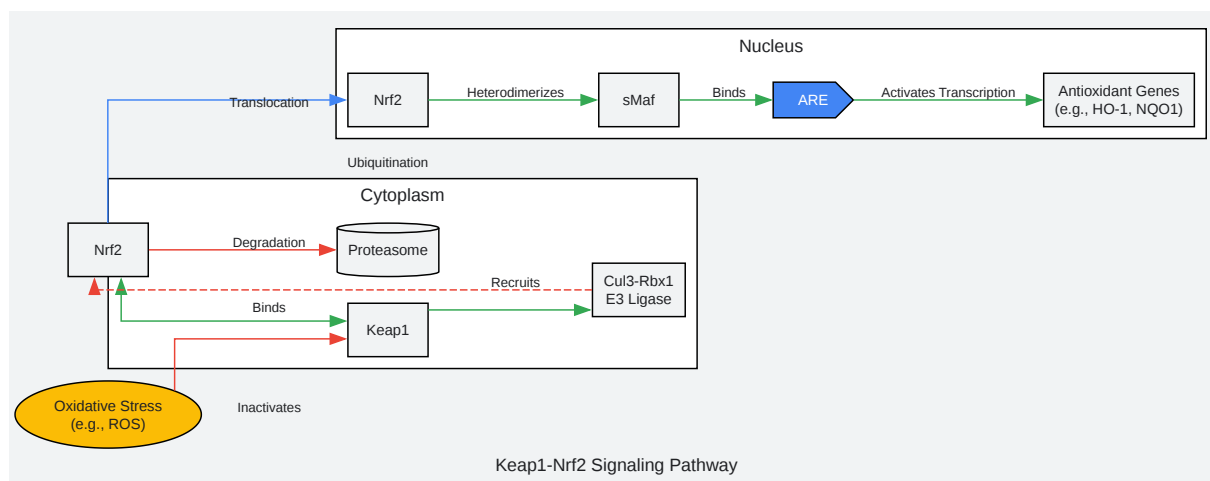 Nucleus
Translocation
Nrf2
Heterodimerizes
sMaf
Binds
ARE
Activates Transcription
Antioxidant Genes
(e.g., HO-1, NQO1)
Ubiquitination
Cytoplasm
Nrf2
Degradation
Proteasome
Recruits
Cul3-Rbx1
E3 Ligase
Binds
Keap1
Oxidative Stress
(e.g., ROS)
Inactivates
Keap1-Nrf2 Signaling Pathway